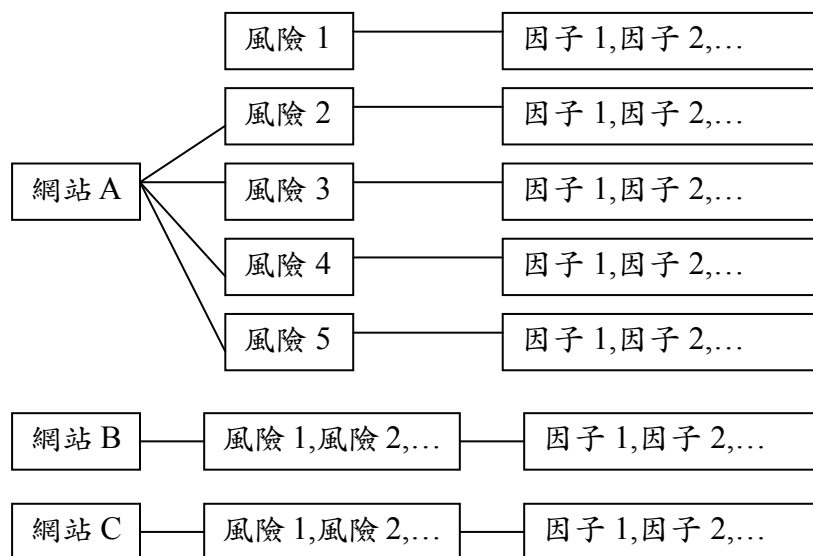 風險 1 因子 1,因子 2,…
風險 2 因子 1,因子 2,…
網站 A 風險 3 因子 1,因子 2,…
風險 4 因子 1,因子 2,…
風險 5 因子 1,因子 2,…
網站 B 風險 1,風險 2,… 因子 1,因子 2,…
網站 C 風險 1,風險 2,… 因子 1,因子 2,…